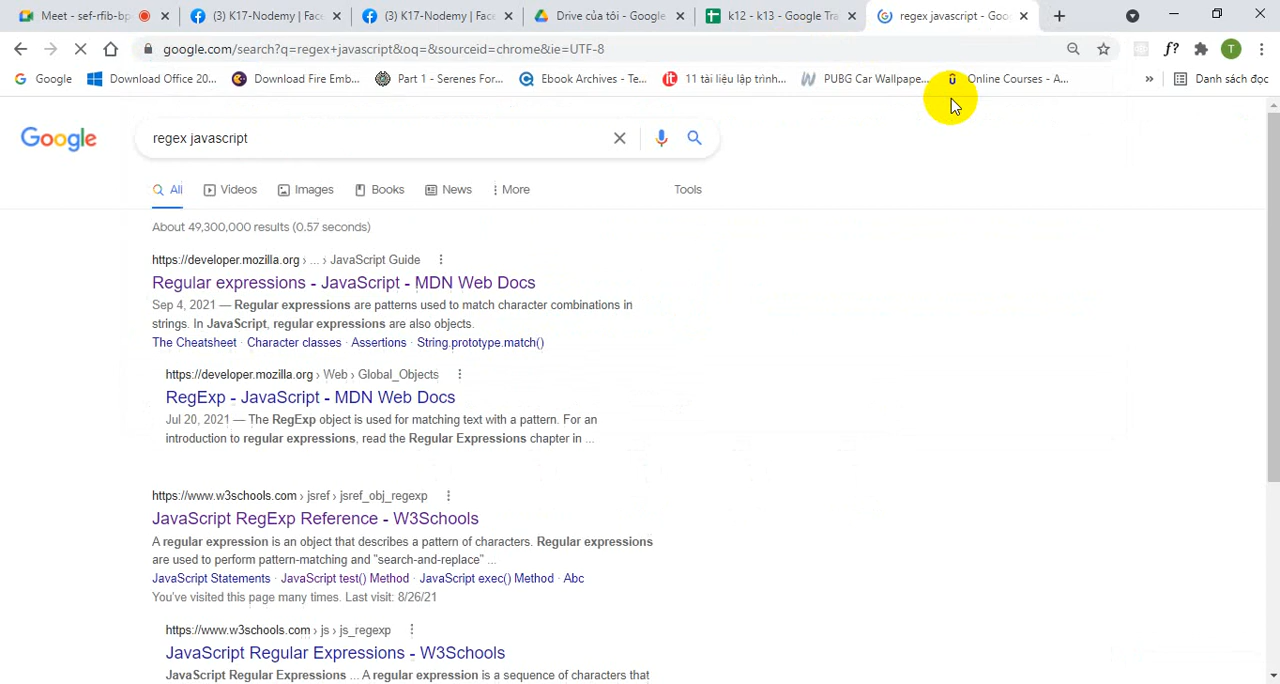 Meet - sef-rfib-bp
(3) K17-Nodemy | Fac
(3) K17-Nodemy | Fac
Drive của tôi - Google
k12 - k13 - Google Tra
regex javascript - Goo
google.com/search?q=regex+javascript&oq=&sourceid=chrome&ie=UTF-8
f?
T
Google
Download Office 20...
Download Fire Emb...
Part 1 - Serenes For...
Ebook Archives - Te...
11 tài liệu lập trình...
PUBG Car Wallpape...
Online Courses - A...
»
Danh sách đọc
Google
regex javascript
All
Videos
Images
Books
News
More
Tools
About 49,300,000 results (0.57 seconds)
https://developer.mozilla.org › ... › JavaScript Guide
Regular expressions - JavaScript - MDN Web Docs
Sep 4, 2021 — Regular expressions are patterns used to match character combinations in
strings. In JavaScript, regular expressions are also objects.
The Cheatsheet · Character classes · Assertions · String.prototype.match()
https://developer.mozilla.org › Web › Global_Objects
RegExp - JavaScript - MDN Web Docs
Jul 20, 2021 — The RegExp object is used for matching text with a pattern. For an
introduction to regular expressions, read the Regular Expressions chapter in ...
https://www.w3schools.com › jsref › jsref_obj_regexp
JavaScript RegExp Reference - W3Schools
A regular expression is an object that describes a pattern of characters. Regular expressions
are used to perform pattern-matching and "search-and-replace" ...
JavaScript Statements · JavaScript test() Method · JavaScript exec() Method · Abc
You've visited this page many times. Last visit: 8/26/21
https://www.w3schools.com › js › js_regexp
JavaScript Regular Expressions - W3Schools
JavaScript Regular Expressions ... A regular expression is a sequence of characters that